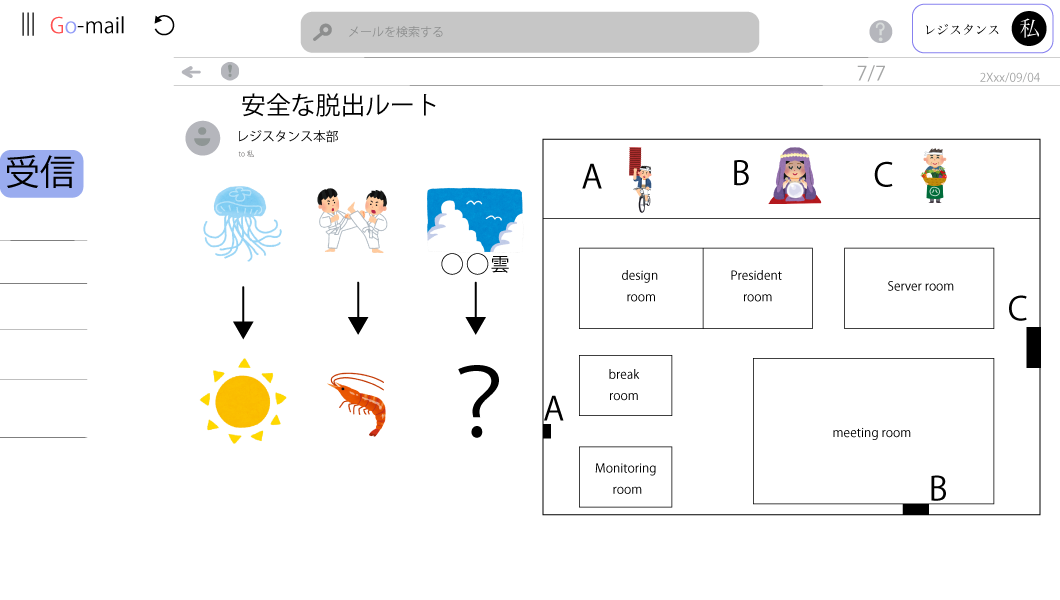 Go-mail
メールを検索する
?
レジスタンス 私
!
7/7
2Xxx/09/04
安全な脱出ルート
レジスタンス本部
to 私
受信
○○雲
?
A
B
C
design
room
President
room
Server room
C
break
room
A
meeting room
Monitoring
room
B